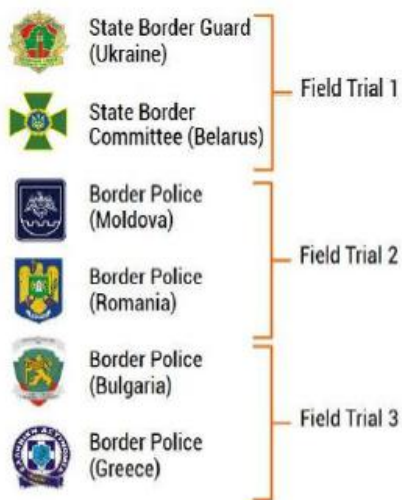 State Border Guard
(Ukraine)
State Border
Committee (Belarus)
Field Trial 1
Border Police
(Moldova)
Border Police
(Romania)
Field Trial 2
Border Police
(Bulgaria)
Border Police
(Greece)
Field Trial 3